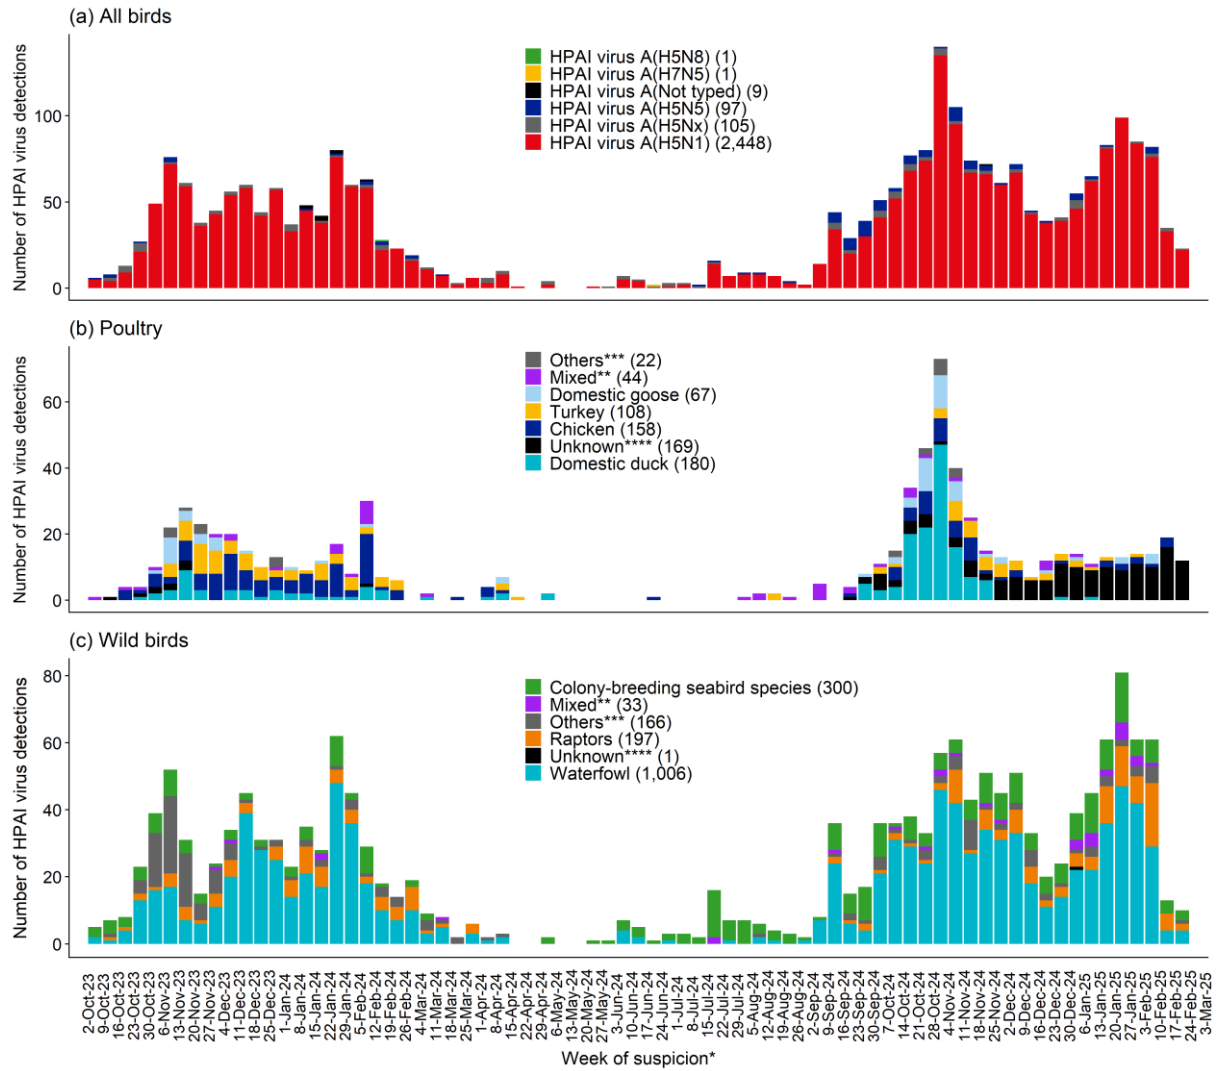 (a) All birds
Number of HPAI virus detections
100
50
0
HPAI virus A(H5N8) (1)
HPAI virus A(H7N5) (1)
HPAI virus A(Not typed) (9)
HPAI virus A(H5N5) (97)
HPAI virus A(H5Nx) (105)
HPAI virus A(H5N1) (2,448)
(b) Poultry
Number of HPAI virus detections
60
40
20
0
Others*** (22)
Mixed** (44)
Domestic goose (67)
Turkey (108)
Chicken (158)
Unknown**** (169)
Domestic duck (180)
(c) Wild birds
Number of HPAI virus detections
80
60
40
20
0
Colony-breeding seabird species (300)
Mixed** (33)
Others*** (166)
Raptors (197)
Unknown**** (1)
Waterfowl (1,006)
2-Oct-23
9-Oct-23
16-Oct-23
23-Oct-23
30-Oct-23
6-Nov-23
13-Nov-23
20-Nov-23
27-Nov-23
4-Dec-23
11-Dec-23
18-Dec-23
25-Dec-23
1-Jan-24
8-Jan-24
15-Jan-24
22-Jan-24
29-Jan-24
5-Feb-24
12-Feb-24
19-Feb-24
26-Feb-24
4-Mar-24
11-Mar-24
18-Mar-24
25-Mar-24
1-Apr-24
8-Apr-24
15-Apr-24
22-Apr-24
29-Apr-24
6-May-24
13-May-24
20-May-24
27-May-24
3-Jun-24
10-Jun-24
17-Jun-24
24-Jun-24
1-Jul-24
8-Jul-24
15-Jul-24
22-Jul-24
29-Jul-24
5-Aug-24
12-Aug-24
19-Aug-24
26-Aug-24
2-Sep-24
9-Sep-24
16-Sep-24
23-Sep-24
30-Sep-24
7-Oct-24
14-Oct-24
21-Oct-24
28-Oct-24
4-Nov-24
11-Nov-24
18-Nov-24
25-Nov-24
2-Dec-24
9-Dec-24
16-Dec-24
23-Dec-24
30-Dec-24
6-Jan-25
13-Jan-25
20-Jan-25
27-Jan-25
3-Feb-25
10-Feb-25
17-Feb-25
24-Feb-25
3-Mar-25
Week of suspicion*